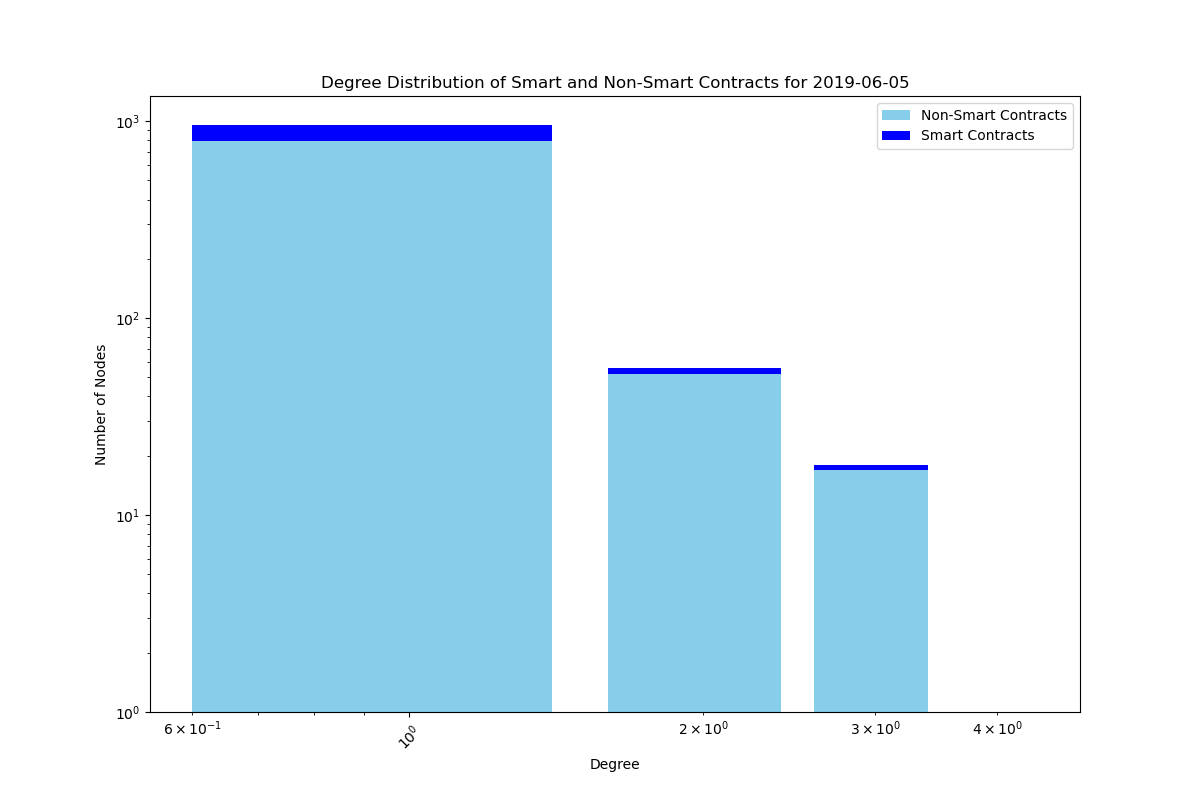 Degree Distribution of Smart and Non-Smart Contracts for 2019-06-05
Non-Smart Contracts
Smart Contracts
Number of Nodes
10³
10²
10¹
10⁰
6 × 10⁻¹
10⁰
2 × 10⁰
3 × 10⁰
4 × 10⁰
Degree